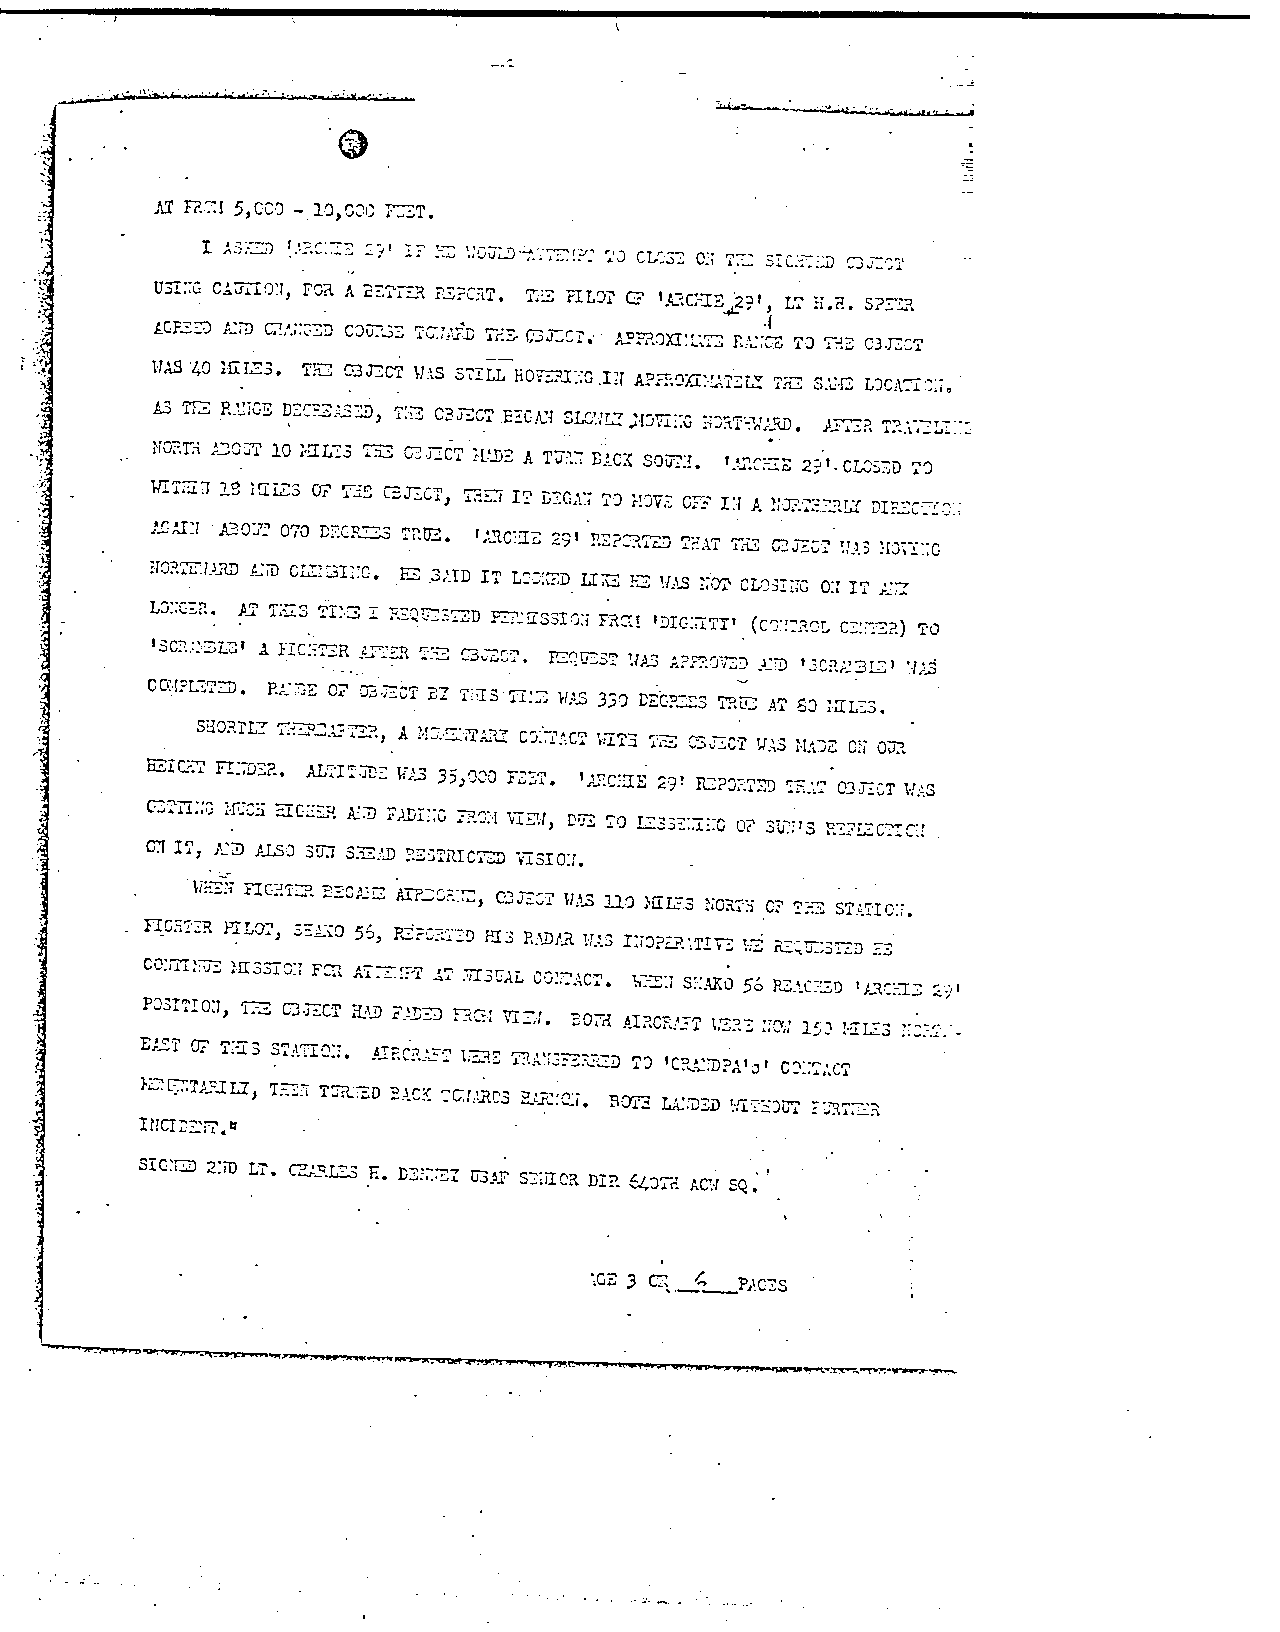 AT FROM 5,000 - 10,000 FEET.
I ASKED 'ARCHIE 29' IF HE WOULD ATTEMPT TO CLOSE ON THE SIGHTED OBJECT
USING CAUTION, FOR A BETTER REPORT. THE PILOT OF 'ARCHIE 29', LT H.H. SPEER
AGREED AND CHANGED COURSE TOWARD THE OBJECT. APPROXIMATE RANGE TO THE OBJECT
WAS 40 MILES. THE OBJECT WAS STILL HOVERING IN APPROXIMATELY THE SAME LOCATION.
AS THE RANGE DECREASED, THE OBJECT BEGAN SLOWLY MOVING NORTHWARD. AFTER TRAVELING
NORTH ABOUT 10 MILES THE OBJECT MADE A TURN BACK SOUTH. 'ARCHIE 29' CLOSED TO
WITHIN 18 MILES OF THE OBJECT, THEN IT BEGAN TO MOVE OFF IN A NORTHERLY DIRECTION
AGAIN ABOUT 070 DEGREES TRUE. 'ARCHIE 29' REPORTED THAT THE OBJECT WAS MOVING
NORTHWARD AND CLIMBING. HE SAID IT LOOKED LIKE HE WAS NOT CLOSING ON IT ANY
LONGER. AT THIS TIME I REQUESTED PERMISSION FROM 'DIGNITY' (CONTROL CENTER) TO
'SCRAMBLE' A FIGHTER AFTER THE OBJECT. REQUEST WAS APPROVED AND 'SCRAMBLE' WAS
COMPLETED. RANGE OF OBJECT BY THIS TIME WAS 350 DEGREES TRUE AT 80 MILES.
SHORTLY THEREAFTER, A MOMENTARY CONTACT WITH THE OBJECT WAS MADE ON OUR
HEIGHT FINDER. ALTITUDE WAS 35,000 FEET. 'ARCHIE 29' REPORTED THAT OBJECT WAS
GETTING MUCH HIGHER AND FADING FROM VIEW, DUE TO LESSENING OF SUN'S REFLECTION
ON IT, AND ALSO SUN SHEAD RESTRICTED VISION.
WHEN FIGHTER BECAME AIRBORNE, OBJECT WAS 110 MILES NORTH OF THE STATION.
FIGHTER PILOT, SHAKO 56, REPORTED HIS RADAR WAS INOPERATIVE WE REQUESTED HE
CONTINUE MISSION FOR ATTEMPT AT VISUAL CONTACT. WHEN SHAKO 56 REACHED 'ARCHIE 29'
POSITION, THE OBJECT HAD FADED FROM VIEW. BOTH AIRCRAFT WERE NOW 150 MILES NORTH-
EAST OF THIS STATION. AIRCRAFT WERE TRANSFERRED TO 'GRANDPA'S' CONTACT
MOMENTARILY, THEN TURNED BACK TOWARDS HARMON. BOTH LANDED WITHOUT FURTHER
INCIDENT."
SIGNED 2ND LT. CHARLES H. USAF SENIOR DIR 640TH ACW SQ.
AGE 3 OF 6 PAGES